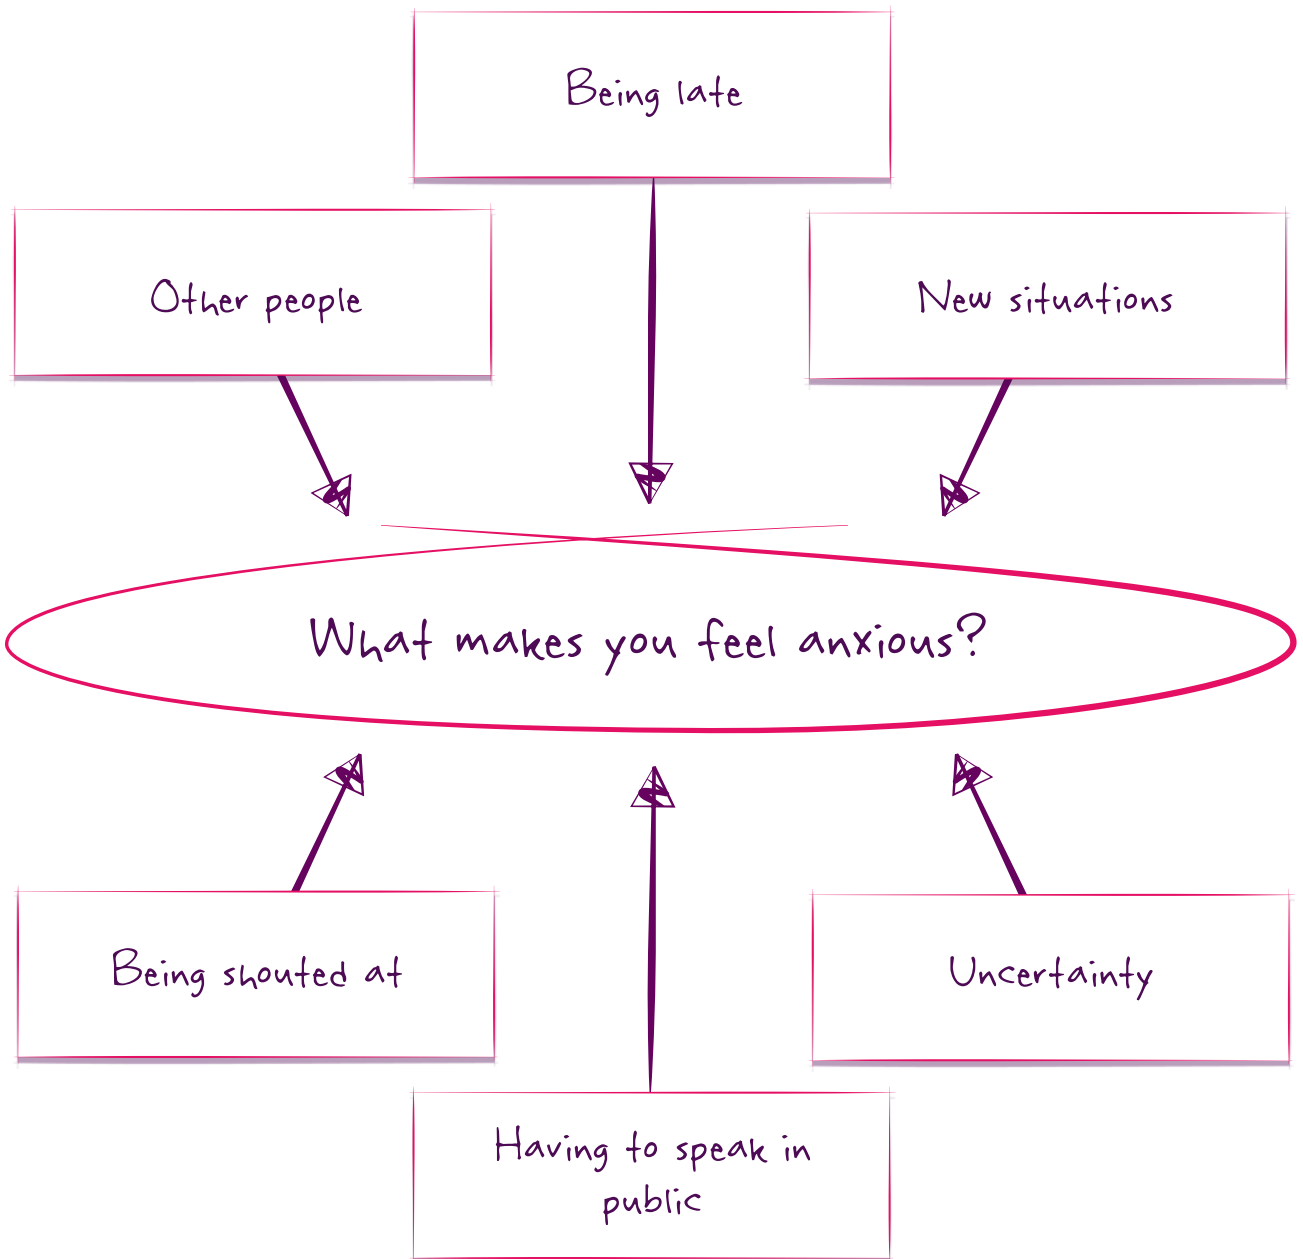 Being late
Other people
New situations
What makes you feel anxious?
Being shouted at
Uncertainty
Having to speak in
public